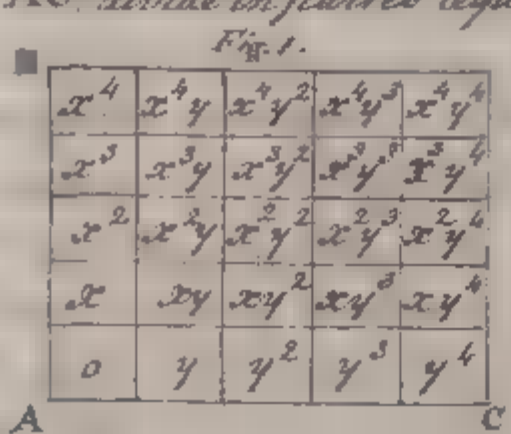 Fig. 1.
x⁴ x⁴y x⁴y² x⁴y³ x⁴y⁴
x³ x³y x³y² x³y³ x³y⁴
x² x²y x²y² x²y³ x²y⁴
x xy xy² xy³ xy⁴
o y y² y³ y⁴
A C